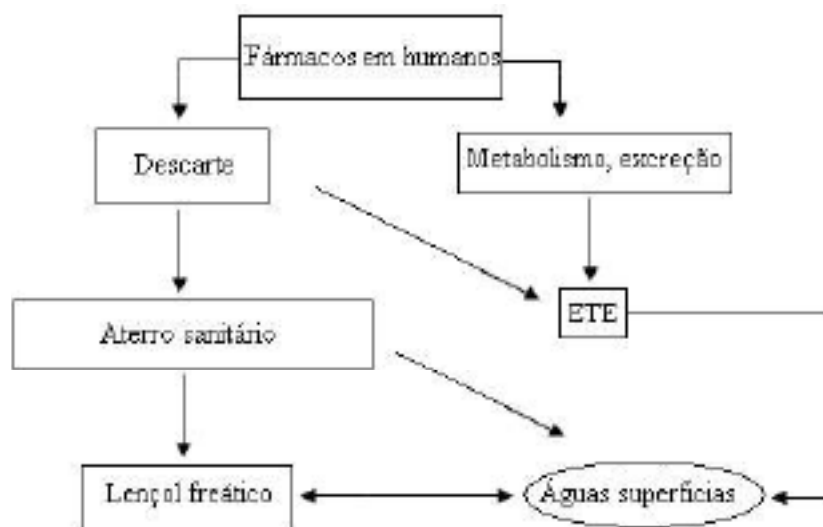 Fármacos em humanos
Descarte
Metabolismo, excreção
ETE
Aterro sanitário
Lençol freático
Águas superfícias